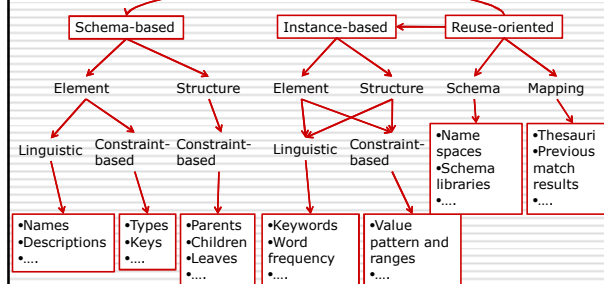 Schema-based
Instance-based
Reuse-oriented
Element
Structure
Element
Structure
Schema
Mapping
Linguistic
Constraint-
based
Constraint-
based
Linguistic
Constraint-
based
•Name
spaces
•Schema
libraries
•….
•Thesauri
•Previous
match
results
•….
•Names
•Descriptions
•….
•Types
•Keys
•….
•Parents
•Children
•Leaves
•….
•Keywords
•Word
frequency
•….
•Value
pattern and
ranges
•….